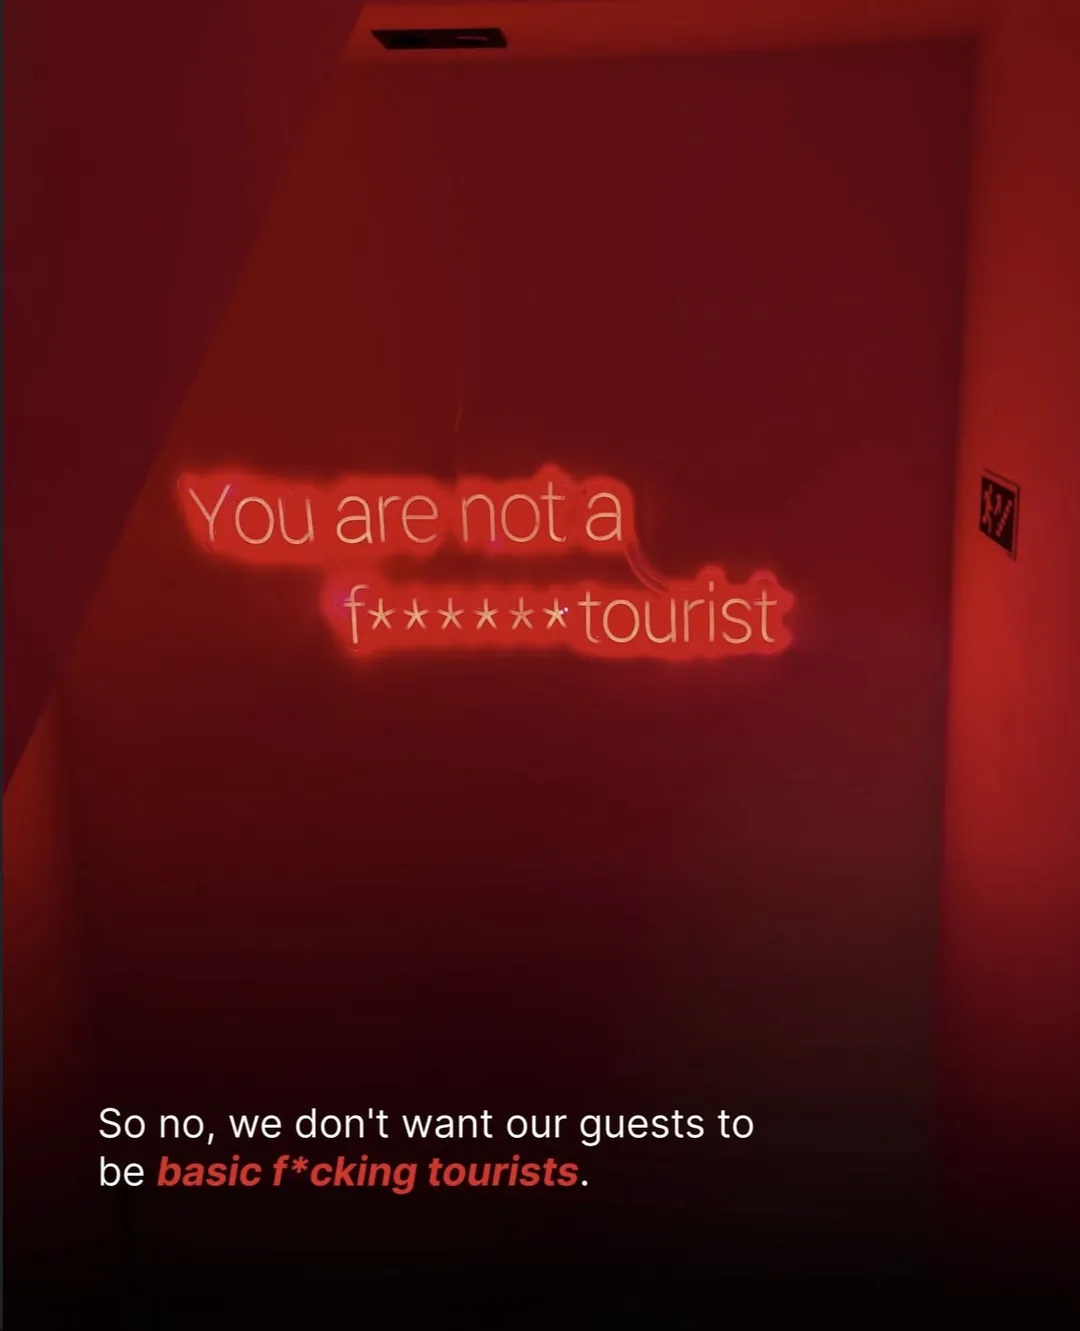 You are not a
f******tourist
So no, we don't want our guests to
be basic f*cking tourists.